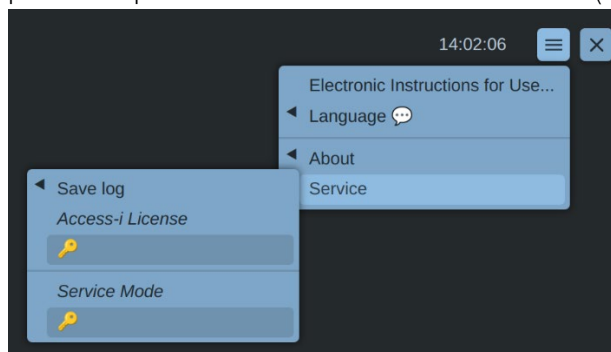 14:02:06
Electronic Instructions for Use...
Language 💬
About
Service
Save log
Access-i License
🔑
Service Mode
🔑